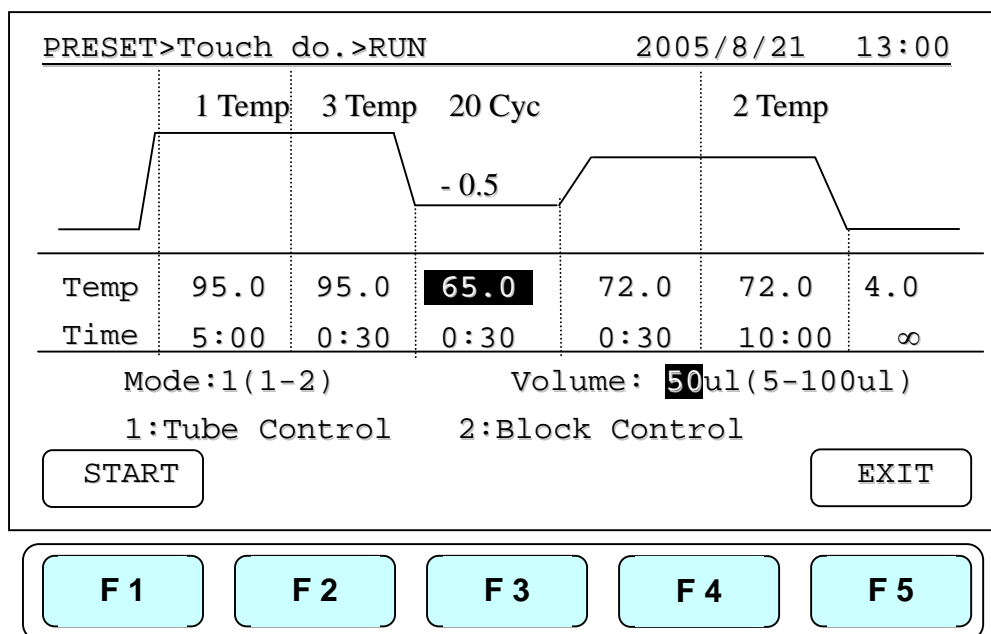 PRESET>Touch do.>RUN 2005/8/21 13:00
1 Temp 3 Temp 20 Cyc 2 Temp
- 0.5
Temp 95.0 95.0 65.0 72.0 72.0 4.0
Time 5:00 0:30 0:30 0:30 10:00 ∞
Mode:1(1-2) Volume: 50ul(5-100ul)
1:Tube Control 2:Block Control
START EXIT
F 1 F 2 F 3 F 4 F 5